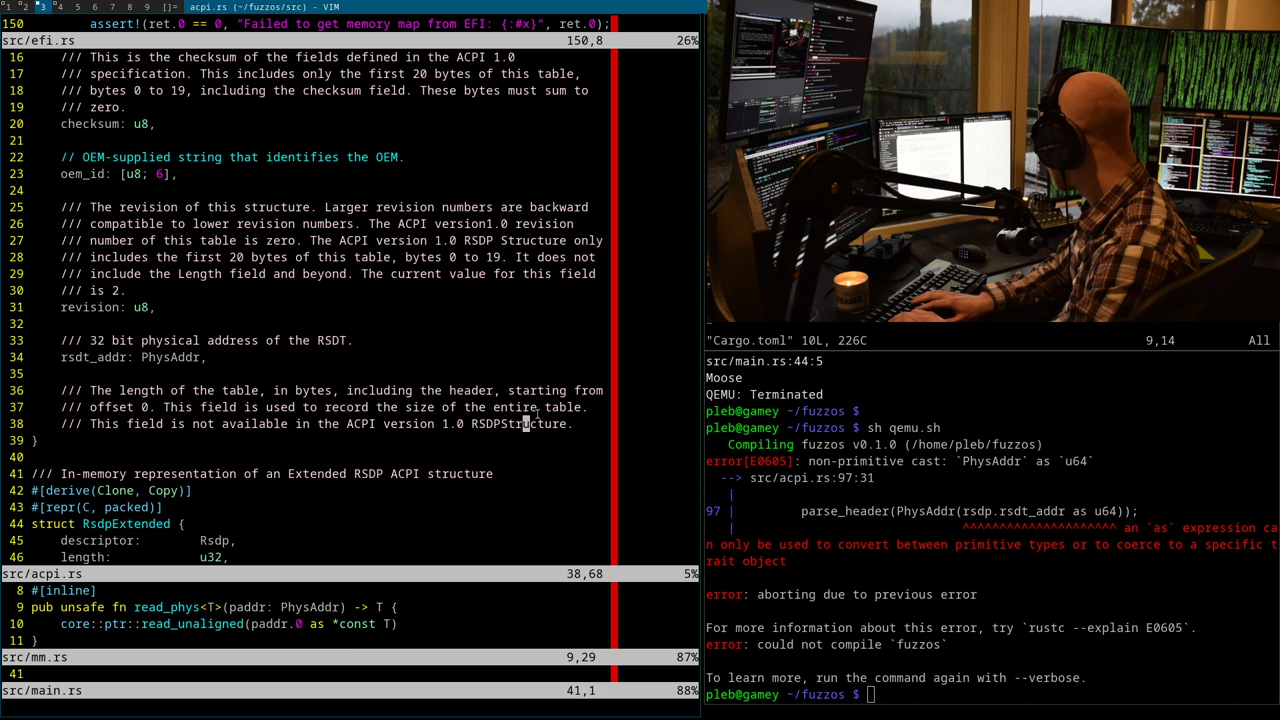 1 2 3 4 5 6 7 8 9 []= acpi.rs (~/fuzzos/src) - VIM
150 assert!(ret.0 == 0, "Failed to get memory map from EFI: {:#x}", ret.0);
src/efi.rs 150,8 26%
16 /// This is the checksum of the fields defined in the ACPI 1.0
17 /// specification. This includes only the first 20 bytes of this table,
18 /// bytes 0 to 19, including the checksum field. These bytes must sum to
19 /// zero.
20 checksum: u8,
21
22 // OEM-supplied string that identifies the OEM.
23 oem_id: [u8; 6],
24
25 /// The revision of this structure. Larger revision numbers are backward
26 /// compatible to lower revision numbers. The ACPI version1.0 revision
27 /// number of this table is zero. The ACPI version 1.0 RSDP Structure only
28 /// includes the first 20 bytes of this table, bytes 0 to 19. It does not
29 /// include the Length field and beyond. The current value for this field
30 /// is 2.
31 revision: u8,
32
33 /// 32 bit physical address of the RSDT.
34 rsdt_addr: PhysAddr,
35
36 /// The length of the table, in bytes, including the header, starting from
37 /// offset 0. This field is used to record the size of the entire table.
38 /// This field is not available in the ACPI version 1.0 RSDPStructure.
39 }
40
41 /// In-memory representation of an Extended RSDP ACPI structure
42 #[derive(Clone, Copy)]
43 #[repr(C, packed)]
44 struct RsdpExtended {
45 descriptor: Rsdp,
46 length: u32,
src/acpi.rs 38,68 5%
8 #[inline]
9 pub unsafe fn read_phys<T>(paddr: PhysAddr) -> T {
10 core::ptr::read_unaligned(paddr.0 as *const T)
11 }
src/mm.rs 9,29 87%
41
src/main.rs 41,1 88%
~
"Cargo.toml" 10L, 226C 9,14 All
src/main.rs:44:5
Moose
QEMU: Terminated
pleb@gamey ~/fuzzos $
pleb@gamey ~/fuzzos $ sh qemu.sh
Compiling fuzzos v0.1.0 (/home/pleb/fuzzos)
error[E0605]: non-primitive cast: `PhysAddr` as `u64`
--> src/acpi.rs:97:31
|
97 | parse_header(PhysAddr(rsdp.rsdt_addr as u64));
| ^^^^^^^^^^^^^^^^^^^^^ an `as` expression ca
n only be used to convert between primitive types or to coerce to a specific t
rait object
error: aborting due to previous error
For more information about this error, try `rustc --explain E0605`.
error: could not compile `fuzzos`
To learn more, run the command again with --verbose.
pleb@gamey ~/fuzzos $